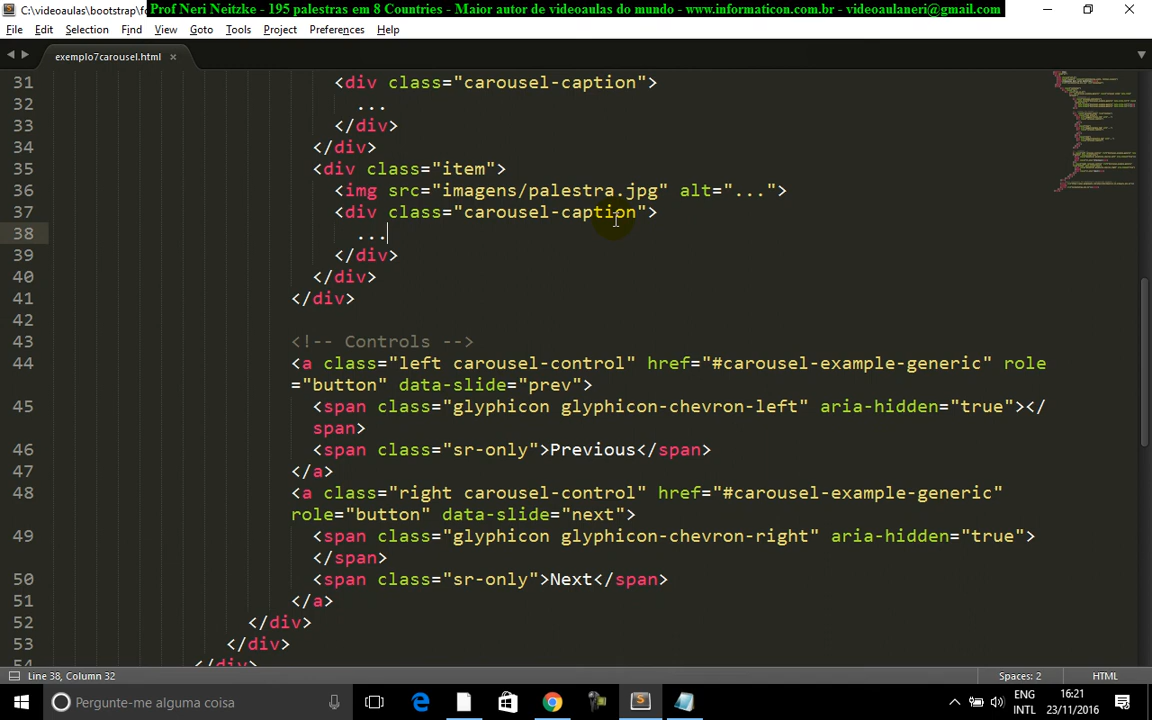 C:\videoaulas\bootstrap\fo
Prof Neri Neitzke - 195 palestras em 8 Countries - Maior autor de videoaulas do mundo - www.informaticon.com.br - videoaulaneri@gmail.com
File Edit Selection Find View Goto Tools Project Preferences Help
exemplo7carousel.html ×
31 <div class="carousel-caption">
32 ...
33 </div>
34 </div>
35 <div class="item">
36 <img src="imagens/palestra.jpg" alt="...">
37 <div class="carousel-caption">
38 ...
39 </div>
40 </div>
41 </div>
42
43 <!-- Controls -->
44 <a class="left carousel-control" href="#carousel-example-generic" role
="button" data-slide="prev">
45 <span class="glyphicon glyphicon-chevron-left" aria-hidden="true"></
span>
46 <span class="sr-only">Previous</span>
47 </a>
48 <a class="right carousel-control" href="#carousel-example-generic"
role="button" data-slide="next">
49 <span class="glyphicon glyphicon-chevron-right" aria-hidden="true">
</span>
50 <span class="sr-only">Next</span>
51 </a>
52 </div>
53 </div>
54 </div>
Line 38, Column 32 Spaces: 2 HTML
Pergunte-me alguma coisa ENG 16:21
INTL 23/11/2016